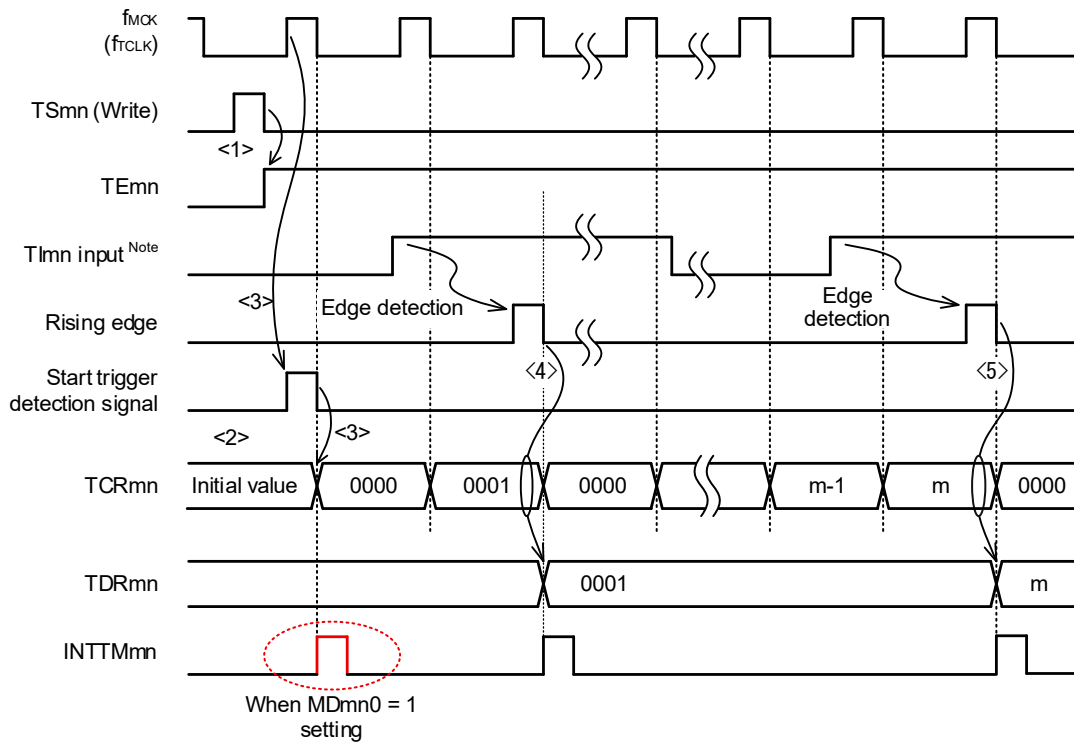 fMCK
(fTCLK)
TSmn (Write)
<1>
TEmn
TImn input Note
<3>
Edge detection
Edge
detection
Rising edge
<4>
<5>
Start trigger
detection signal
<2>
<3>
TCRmn
Initial value
0000
0001
0000
m-1
m
0000
TDRmn
0001
m
INTTMmn
When MDmn0 = 1
setting